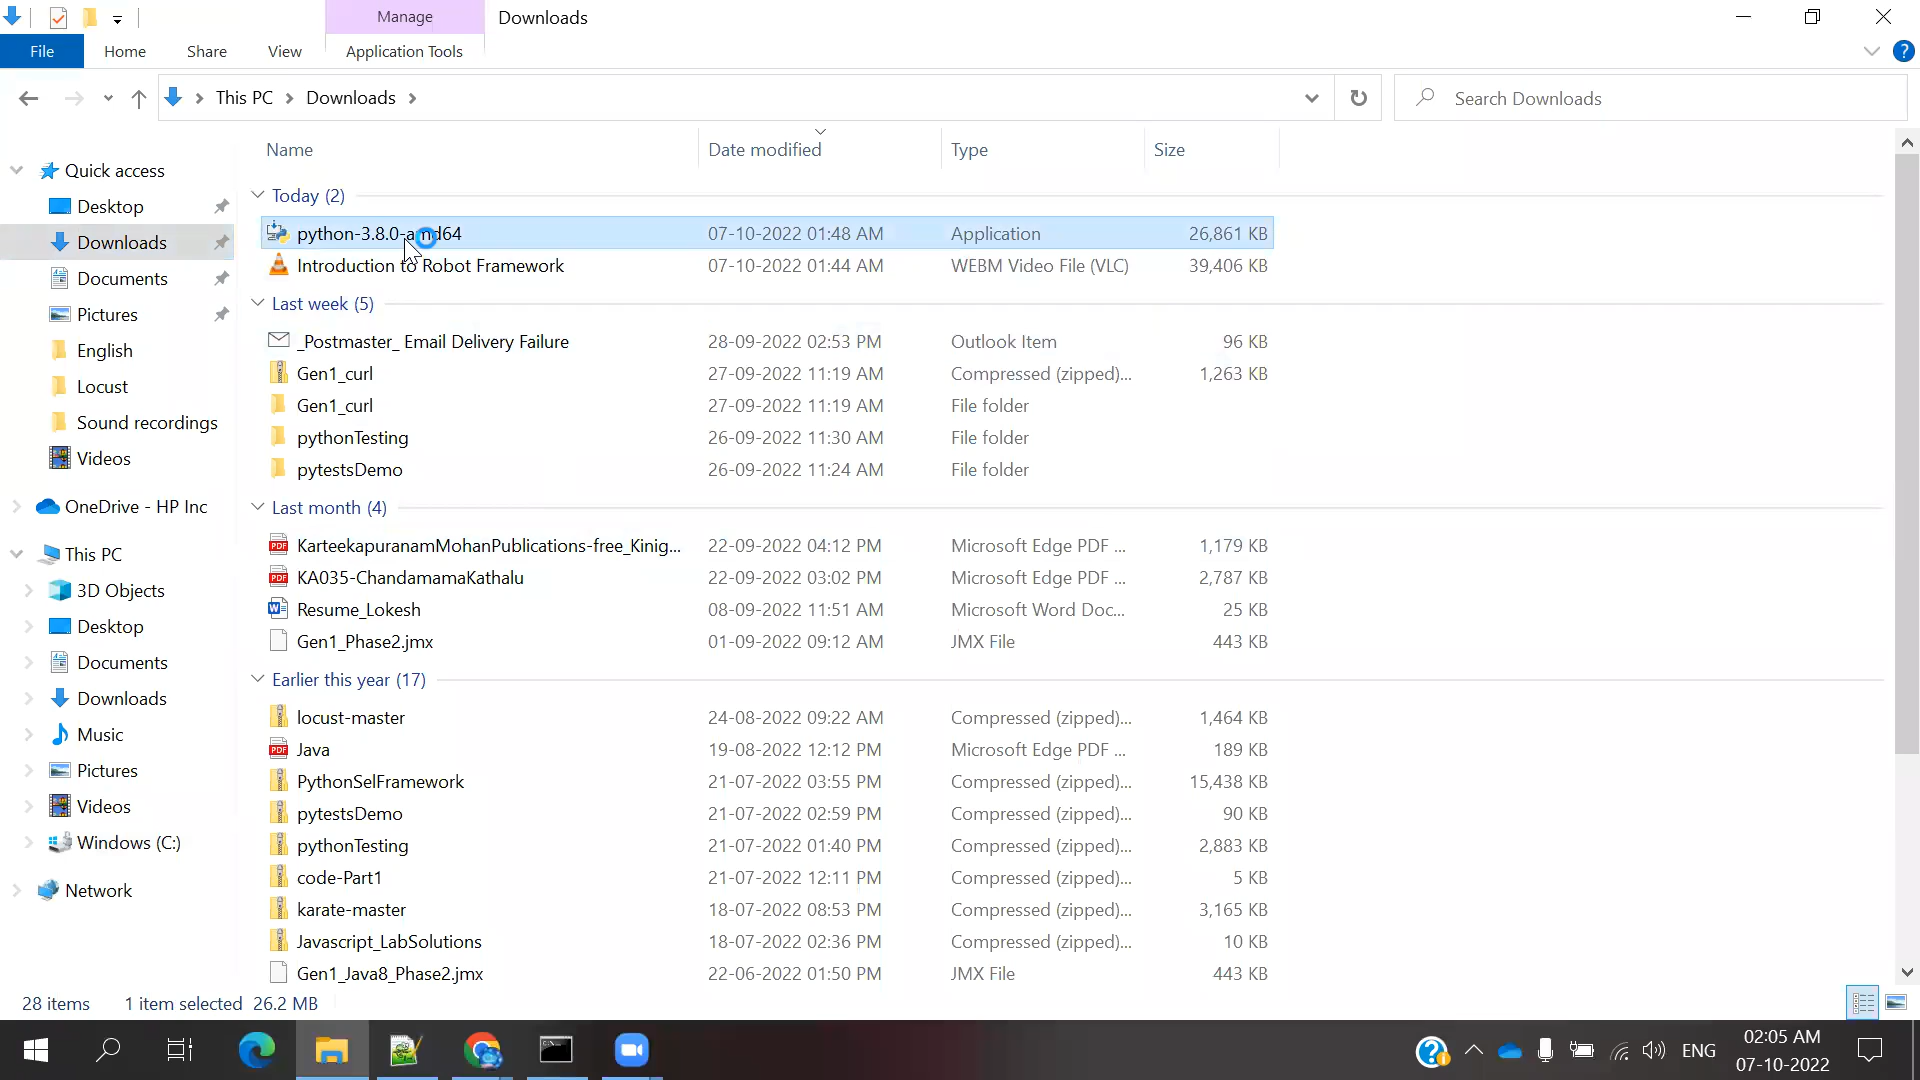 Manage
Downloads
File
Home
Share
View
Application Tools
This PC
Downloads
Search Downloads
Name
Date modified
Type
Size
Quick access
Desktop
Downloads
Documents
Pictures
English
Locust
Sound recordings
Videos
OneDrive - HP Inc
This PC
3D Objects
Desktop
Documents
Downloads
Music
Pictures
Videos
Windows (C:)
Network
Today (2)
python-3.8.0-amd64 07-10-2022 01:48 AM Application 26,861 KB
Introduction to Robot Framework 07-10-2022 01:44 AM WEBM Video File (VLC) 39,406 KB
Last week (5)
_Postmaster_ Email Delivery Failure 28-09-2022 02:53 PM Outlook Item 96 KB
Gen1_curl 27-09-2022 11:19 AM Compressed (zipped)... 1,263 KB
Gen1_curl 27-09-2022 11:19 AM File folder
pythonTesting 26-09-2022 11:30 AM File folder
pytestsDemo 26-09-2022 11:24 AM File folder
Last month (4)
KarteekapuranamMohanPublications-free_Kinig... 22-09-2022 04:12 PM Microsoft Edge PDF ... 1,179 KB
KA035-ChandamamaKathalu 22-09-2022 03:02 PM Microsoft Edge PDF ... 2,787 KB
Resume_Lokesh 08-09-2022 11:51 AM Microsoft Word Doc... 25 KB
Gen1_Phase2.jmx 01-09-2022 09:12 AM JMX File 443 KB
Earlier this year (17)
locust-master 24-08-2022 09:22 AM Compressed (zipped)... 1,464 KB
Java 19-08-2022 12:12 PM Microsoft Edge PDF ... 189 KB
PythonSelFramework 21-07-2022 03:55 PM Compressed (zipped)... 15,438 KB
pytestsDemo 21-07-2022 02:59 PM Compressed (zipped)... 90 KB
pythonTesting 21-07-2022 01:40 PM Compressed (zipped)... 2,883 KB
code-Part1 21-07-2022 12:11 PM Compressed (zipped)... 5 KB
karate-master 18-07-2022 08:53 PM Compressed (zipped)... 3,165 KB
Javascript_LabSolutions 18-07-2022 02:36 PM Compressed (zipped)... 10 KB
Gen1_Java8_Phase2.jmx 22-06-2022 01:50 PM JMX File 443 KB
28 items 1 item selected 26.2 MB
ENG
02:05 AM
07-10-2022